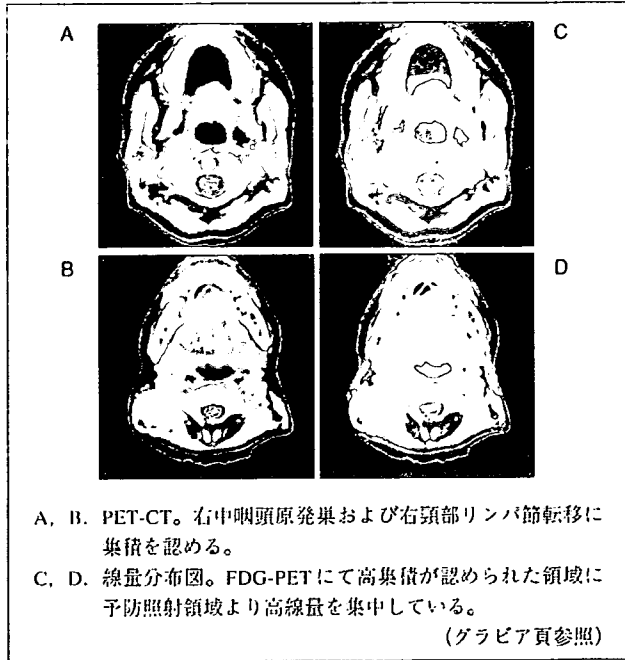 A
C
B
D
A, B. PET-CT。右中咽頭原発巣および右頸部リンパ節転移に
集積を認める。
C, D. 線量分布図。FDG-PETにて高集積が認められた領域に
予防照射領域より高線量を集中している。
(グラビア頁参照)